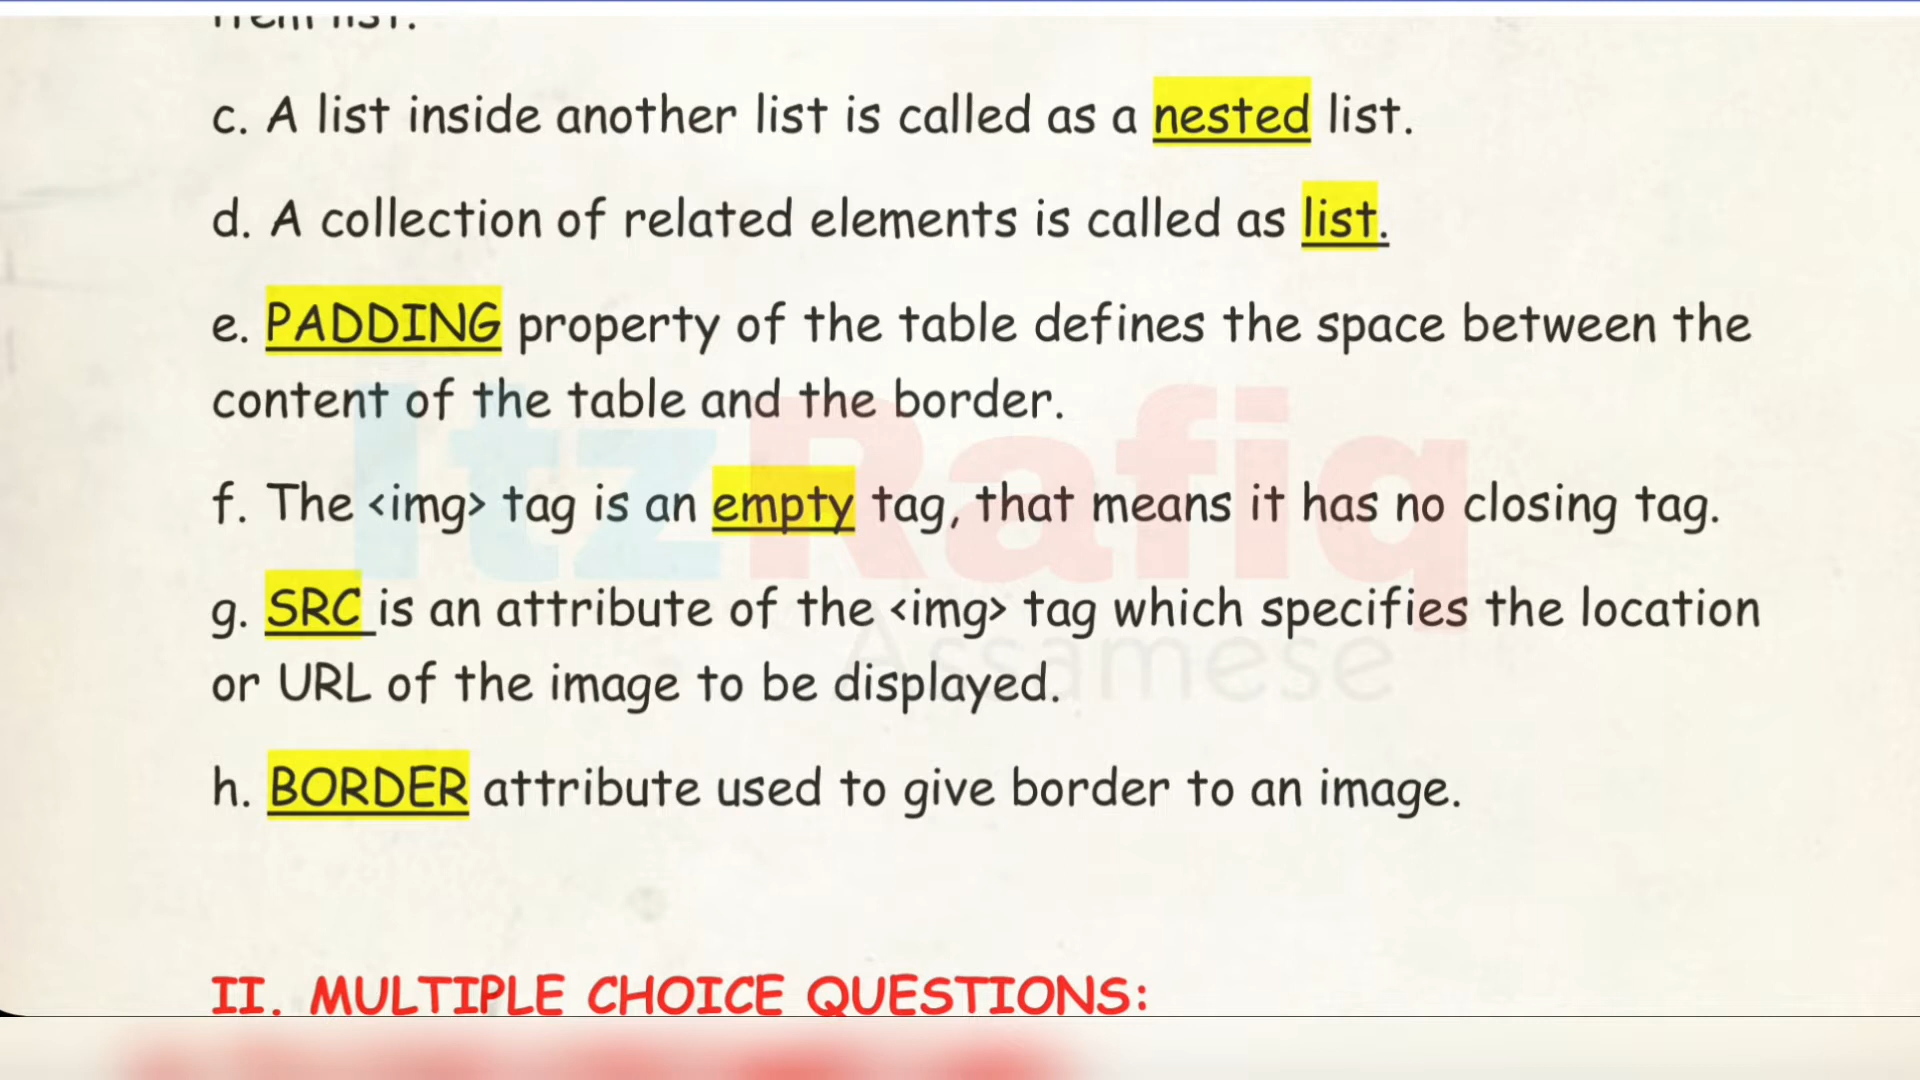 item list.
c. A list inside another list is called as a nested list.
d. A collection of related elements is called as list.
e. PADDING property of the table defines the space between the
content of the table and the border.
f. The <img> tag is an empty tag, that means it has no closing tag.
g. SRC is an attribute of the <img> tag which specifies the location
or URL of the image to be displayed.
h. BORDER attribute used to give border to an image.
ItzRafiq
Assamese
II. MULTIPLE CHOICE QUESTIONS: